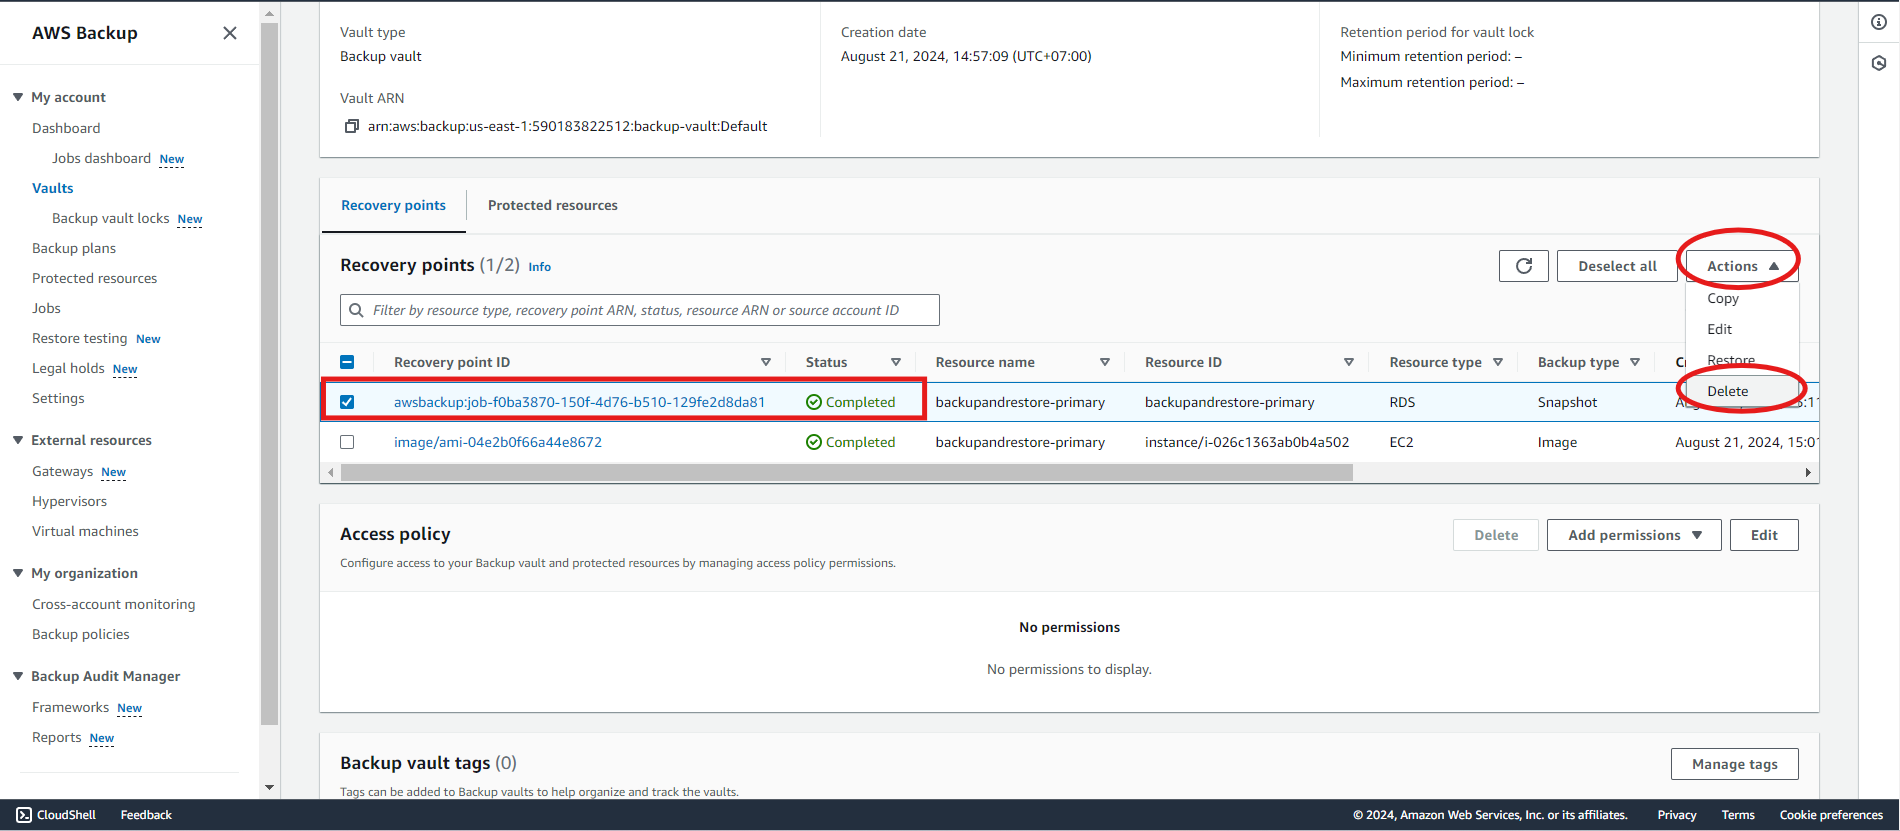 AWS Backup
My account
Dashboard
Jobs dashboard New
Vaults
Backup vault locks New
Backup plans
Protected resources
Jobs
Restore testing New
Legal holds New
Settings
External resources
Gateways New
Hypervisors
Virtual machines
My organization
Cross-account monitoring
Backup policies
Backup Audit Manager
Frameworks New
Reports New
Vault type
Backup vault
Vault ARN
arn:aws:backup:us-east-1:590183822512:backup-vault:Default
Creation date
August 21, 2024, 14:57:09 (UTC+07:00)
Retention period for vault lock
Minimum retention period: –
Maximum retention period: –
Recovery points Protected resources
Recovery points (1/2) Info
Deselect all Actions
Copy
Edit
Restore
Delete
Filter by resource type, recovery point ARN, status, resource ARN or source account ID
Recovery point ID Status Resource name Resource ID Resource type Backup type
awsbackup:job-f0ba3870-150f-4d76-b510-129fe2d8da81 Completed backupandrestore-primary backupandrestore-primary RDS Snapshot
image/ami-04e2b0f66a44e8672 Completed backupandrestore-primary instance/i-026c1363ab0b4a502 EC2 Image August 21, 2024, 15:01
Access policy
Delete Add permissions Edit
Configure access to your Backup vault and protected resources by managing access policy permissions.
No permissions
No permissions to display.
Backup vault tags (0)
Manage tags
Tags can be added to Backup vaults to help organize and track the vaults.
CloudShell Feedback © 2024, Amazon Web Services, Inc. or its affiliates. Privacy Terms Cookie preferences